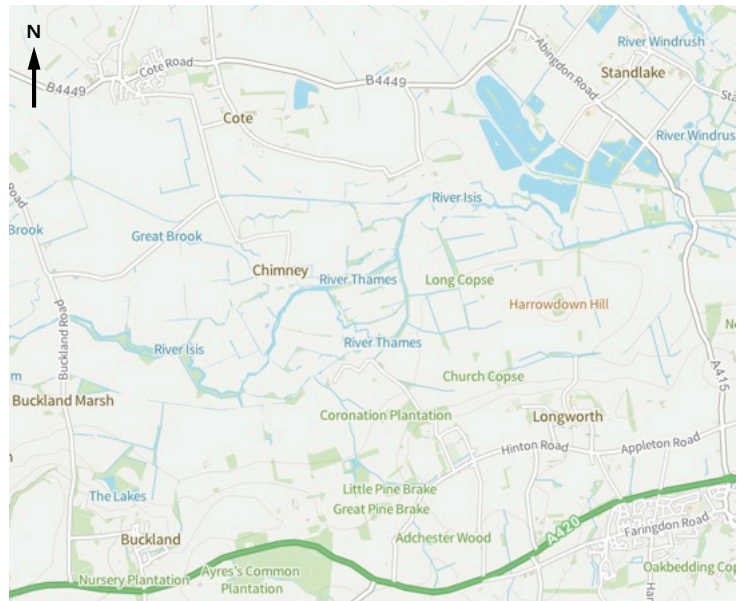 N
River Windrush
Cote Road
Abingdon Road
B4449
Standlake
B4449
Cote
River Windrush
Road
River Isis
Brook
Great Brook
Chimney
River Thames
Long Copse
Harrowdown Hill
Buckland Road
River Isis
River Thames
A415
Church Copse
Buckland Marsh
Coronation Plantation
Longworth
Hinton Road
Appleton Road
The Lakes
Little Pine Brake
Great Pine Brake
A420
Faringdon Road
Buckland
Adchester Wood
Oakbedding Cop
Nursery Plantation
Ayres's Common
Plantation